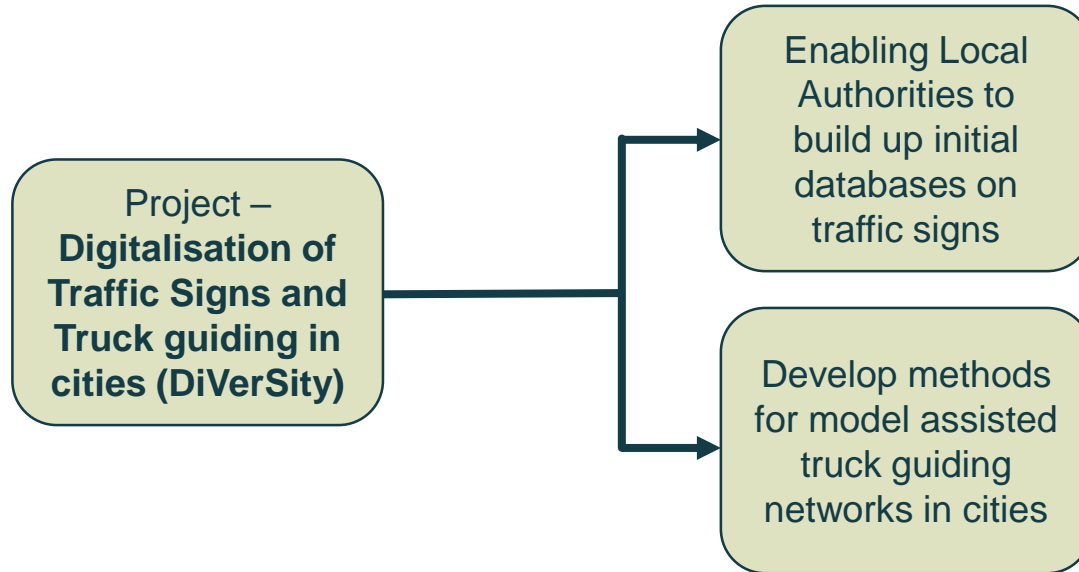 Project –
Digitalisation of
Traffic Signs and
Truck guiding in
cities (DiVerSity)
Enabling Local
Authorities to
build up initial
databases on
traffic signs
Develop methods
for model assisted
truck guiding
networks in cities